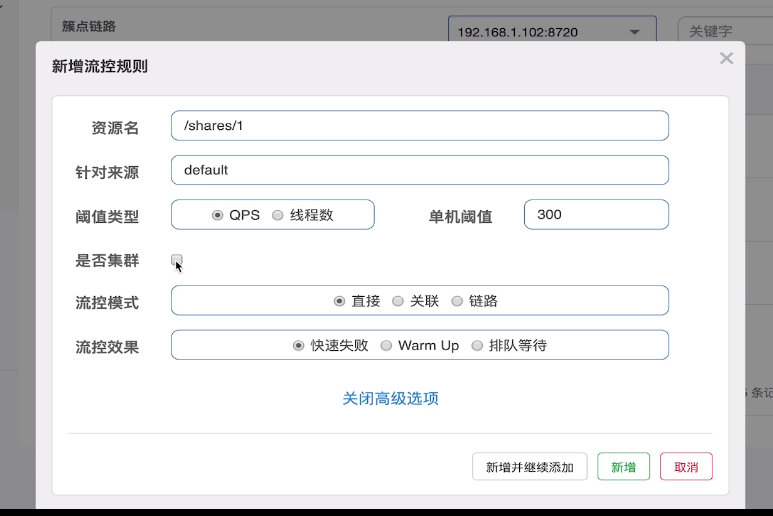 簇点链路
192.168.1.102:8720
关键字
新增流控规则
资源名 /shares/1
针对来源 default
阈值类型 QPS 线程数 单机阈值 300
是否集群
流控模式 直接 关联 链路
流控效果 快速失败 Warm Up 排队等待
关闭高级选项
条记
新增并继续添加 新增 取消